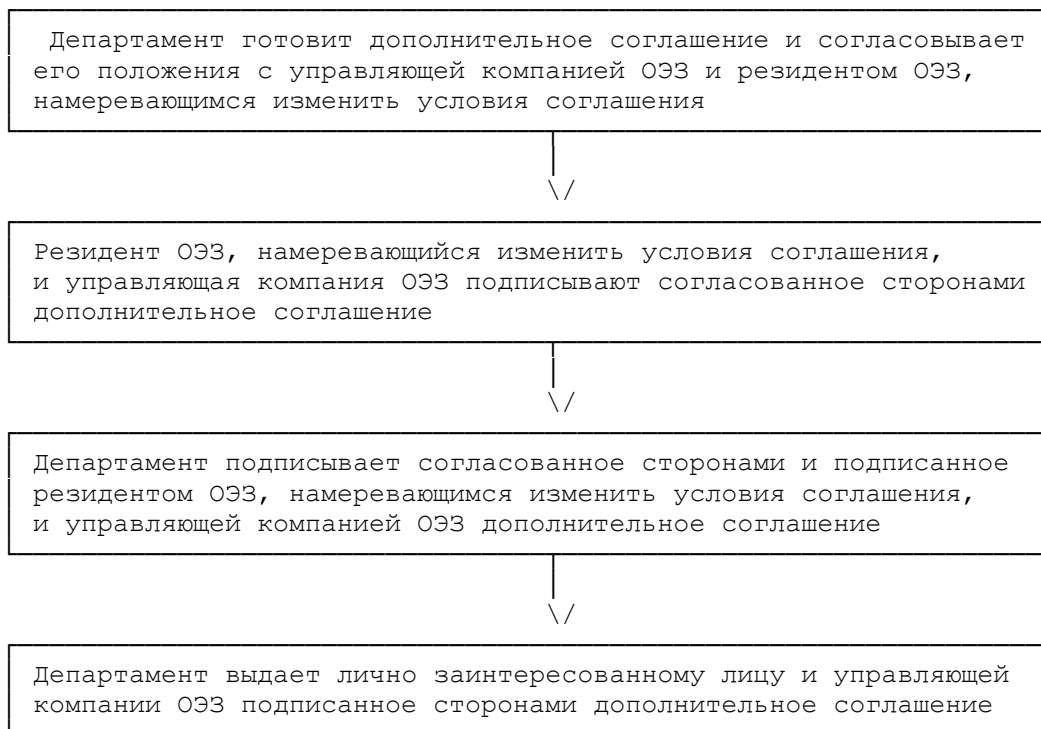 Департамент готовит дополнительное соглашение и согласовывает
его положения с управляющей компанией ОЭЗ и резидентом ОЭЗ,
намеревающимся изменить условия соглашения
\/
Резидент ОЭЗ, намеревающийся изменить условия соглашения,
и управляющая компания ОЭЗ подписывают согласованное сторонами
дополнительное соглашение
\/
Департамент подписывает согласованное сторонами и подписанное
резидентом ОЭЗ, намеревающимся изменить условия соглашения,
и управляющей компанией ОЭЗ дополнительное соглашение
\/
Департамент выдает лично заинтересованному лицу и управляющей
компании ОЭЗ подписанное сторонами дополнительное соглашение